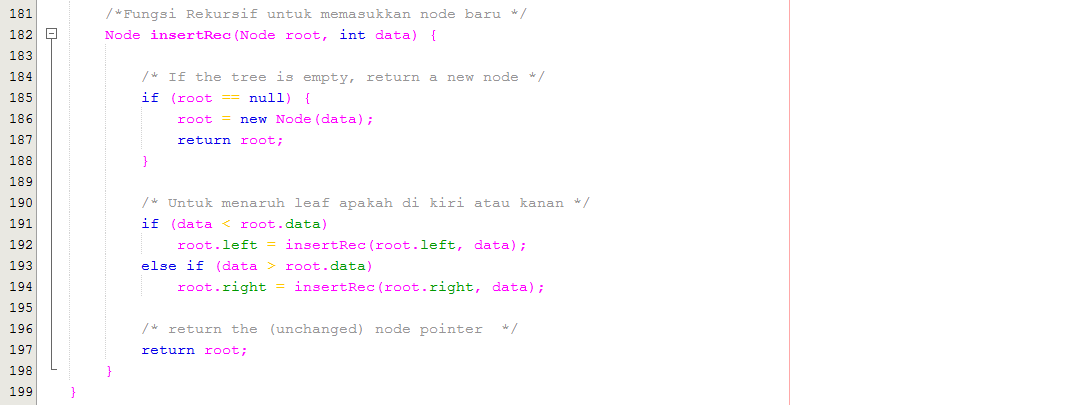 181 /*Fungsi Rekursif untuk memasukkan node baru */
182 Node insertRec(Node root, int data) {
183
184 /* If the tree is empty, return a new node */
185 if (root == null) {
186 root = new Node(data);
187 return root;
188 }
189
190 /* Untuk menaruh leaf apakah di kiri atau kanan */
191 if (data < root.data)
192 root.left = insertRec(root.left, data);
193 else if (data > root.data)
194 root.right = insertRec(root.right, data);
195
196 /* return the (unchanged) node pointer  */
197 return root;
198 }
199 }